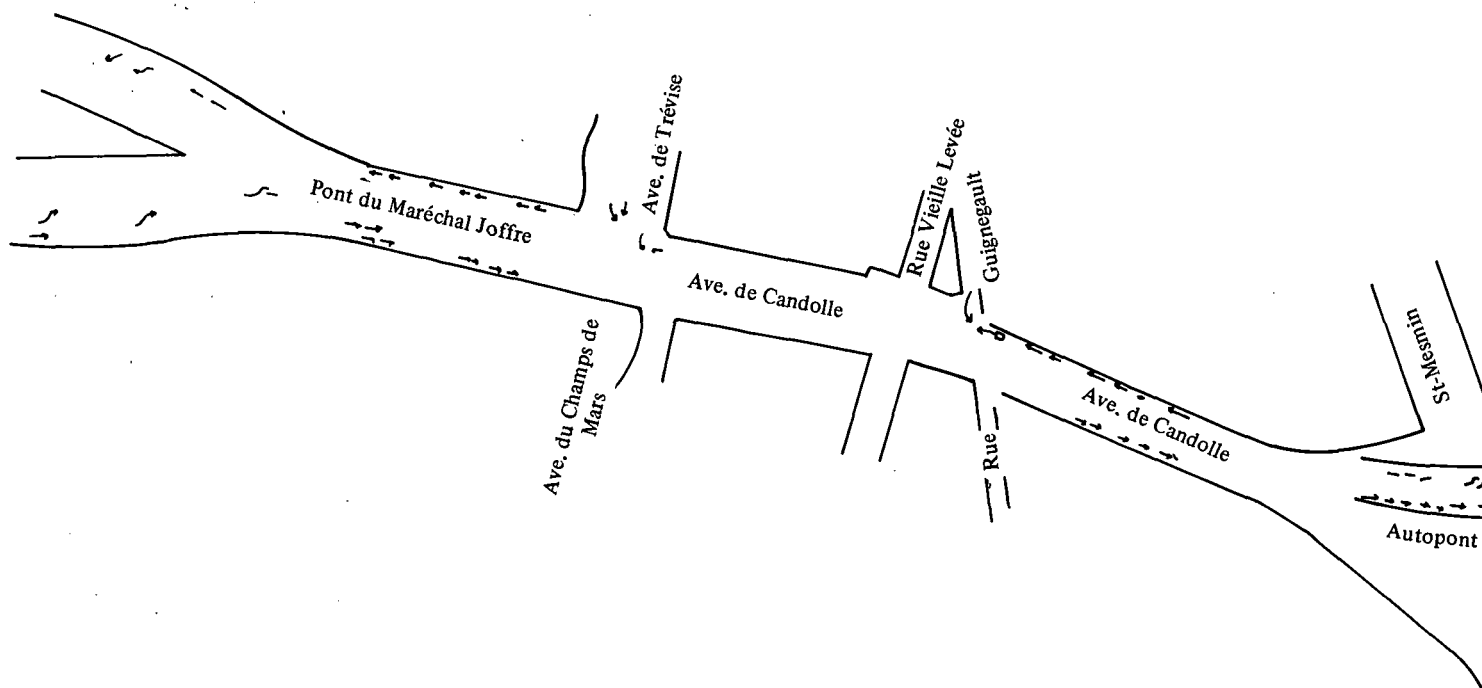 Pont du Maréchal Joffre
Ave. de Trévise
Ave. du Champs de
Mars
Ave. de Candolle
Rue Vieille Levée
Guignegault
Rue
Ave. de Candolle
St-Mesmin
Autopont